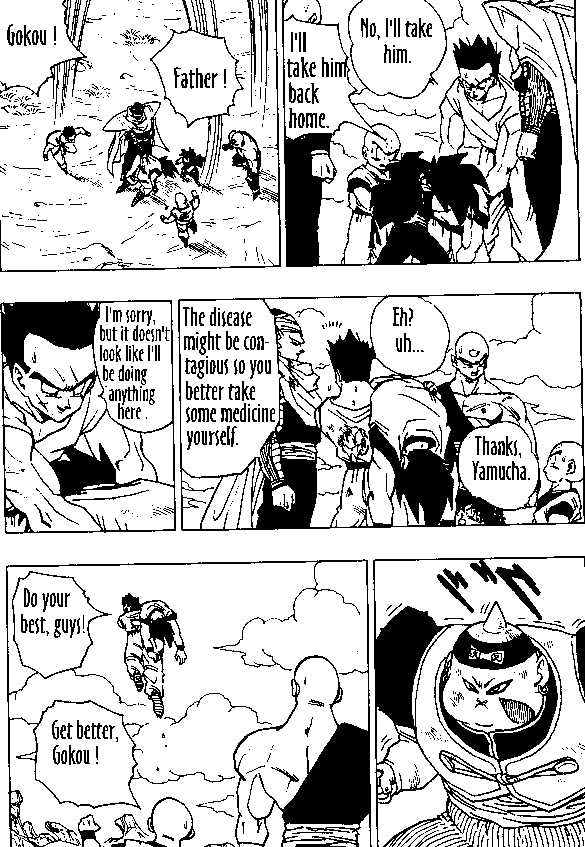 Gokou !
Father !
I'll
take him
back
home.
No, I'll take
him.
I'm sorry,
but it doesn't
look like I'll
be doing
anything
here .
The disease
might be con-
tagious so you
better take
some medicine
yourself.
Eh?
uh...
Thanks,
Yamucha.
Do your
best, guys!
Get better,
Gokou !